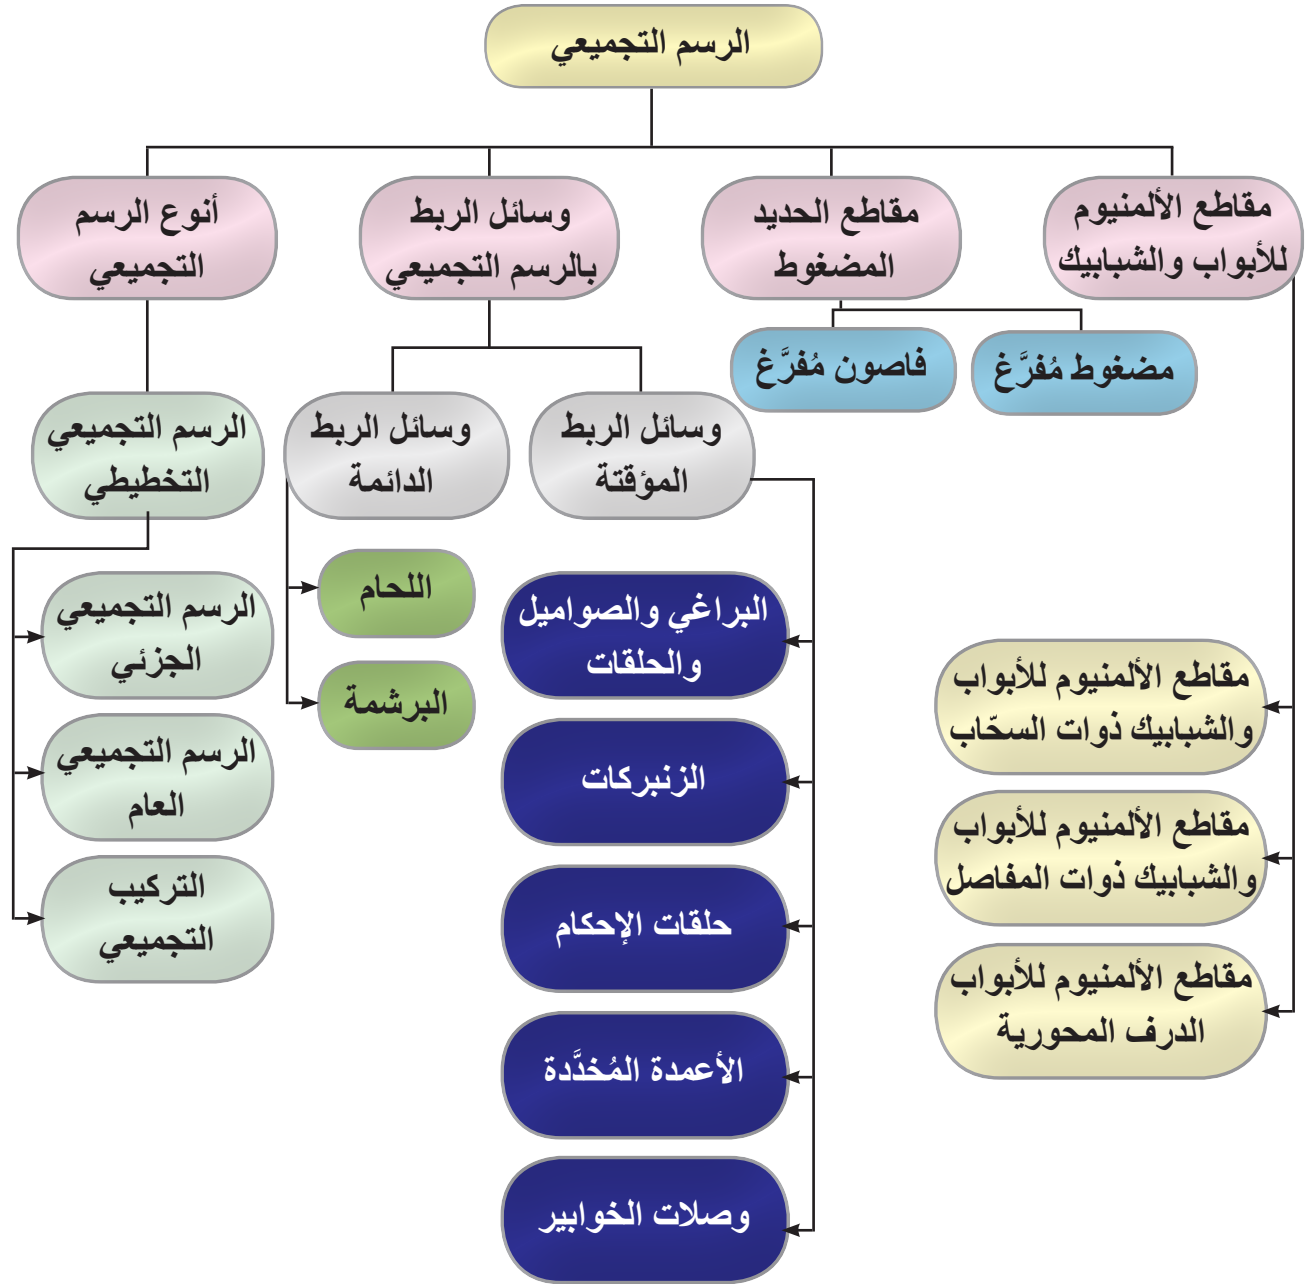 الرسم التجميعي
مقاطع الألمنيوم
للأبواب والشبابيك
مقاطع الحديد
المضغوط
وسائل الربط
بالرسم التجميعي
أنوع الرسم
التجميعي
مضغوط مُفرَّغ
فاصون مُفرَّغ
وسائل الربط
المؤقتة
وسائل الربط
الدائمة
الرسم التجميعي
التخطيطي
مقاطع الألمنيوم للأبواب
والشبابيك ذوات السحّاب
مقاطع الألمنيوم للأبواب
والشبابيك ذوات المفاصل
مقاطع الألمنيوم للأبواب
الدرف المحورية
البراغي والصواميل
والحلقات
الزنبركات
حلقات الإحكام
الأعمدة المُخدَّدة
وصلات الخوابير
اللحام
البرشمة
الرسم التجميعي
الجزئي
الرسم التجميعي
العام
التركيب
التجميعي